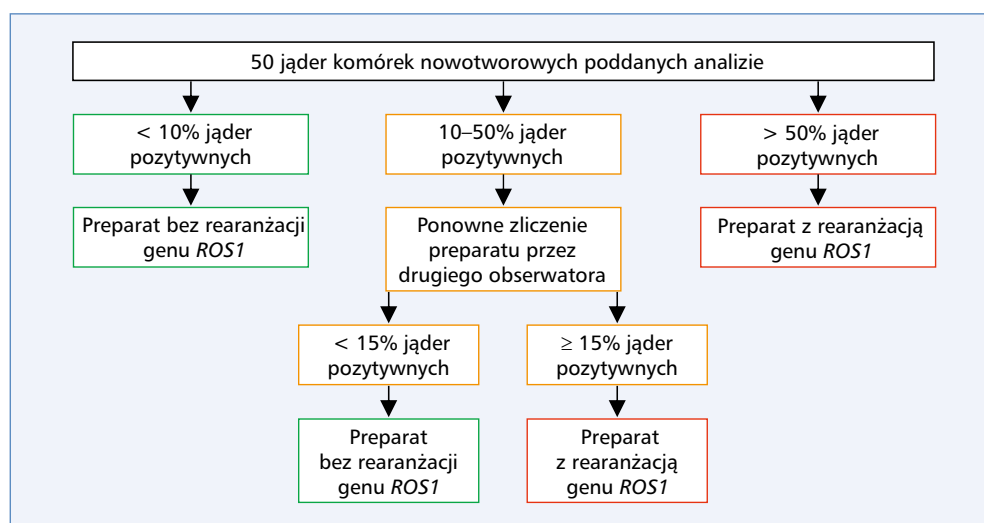 50 jąder komórek nowotworowych poddanych analizie
< 10% jąder
pozytywnych
10–50% jąder
pozytywnych
> 50% jąder
pozytywnych
Preparat bez rearanżacji
genu ROS1
Ponowne zliczenie
preparatu przez
drugiego obserwatora
Preparat z rearanżacją
genu ROS1
< 15% jąder
pozytywnych
≥ 15% jąder
pozytywnych
Preparat
bez rearanżacji
genu ROS1
Preparat
z rearanżacją
genu ROS1